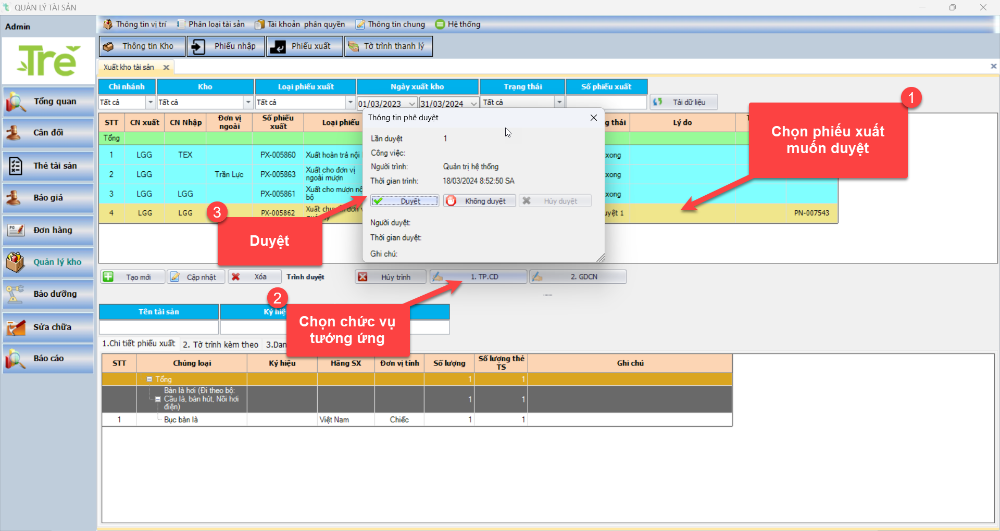 QUẢN LÝ TÀI SẢN
Admin
Thông tin vị trí
Phân loại tài sản
Tài khoản phân quyền
Thông tin chung
Hệ thống
Tre
Thông tin Kho
Phiếu nhập
Phiếu xuất
Tờ trình thanh lý
Xuất kho tài sản
Tổng quan
Cân đối
Thẻ tài sản
Báo giá
Đơn hàng
Quản lý kho
Bảo dưỡng
Sửa chữa
Báo cáo
Chi nhánh
Kho
Loại phiếu xuất
Ngày xuất kho
Trạng thái
Số phiếu xuất
Tất cả
Tất cả
Tất cả
01/03/2023
31/03/2024
Tất cả
Tải dữ liệu
STT
CN xuất
CN Nhập
Đơn vị ngoài
Số phiếu xuất
Loại phiếu
g thái
Lý do
Tổng
1 LGG TEX PX-005860 Xuất hoàn trả nội xong
2 LGG Trần Lực PX-005863 Xuất cho đơn vị ngoài mượn xong
3 LGG LGG PX-005861 Xuất cho mượn nộ bộ xong
4 LGG LGG PX-005862 Xuất uyệt 1 PN-007543
Thông tin phê duyệt
Lần duyệt 1
Công việc:
Người trình: Quản trị hệ thống
Thời gian trình: 18/03/2024 8:52:50 SA
Duyệt
Không duyệt
Hủy duyệt
Người duyệt:
Thời gian duyệt:
Ghi chú:
1
Chọn phiếu xuất
muốn duyệt
3
Duyệt
Tạo mới
Cập nhật
Xóa
Trình duyệt
Hủy trình
1. TP.CD
2. GDCN
2
Chọn chức vụ
tướng ứng
Tên tài sản
Ký hiệ
1.Chi tiết phiếu xuất
2. Tờ trình kèm theo
3.Dan
STT
Chủng loại
Ký hiệu
Hãng SX
Đơn vị tính
Số lượng
Số lượng thẻ TS
Ghi chú
Tổng 1 1
Bàn là hơi (Đi theo bộ:
Cầu là, bàn hút, Nồi hơi
điện) 1 1
1 Bục bàn là Việt Nam Chiếc 1 1